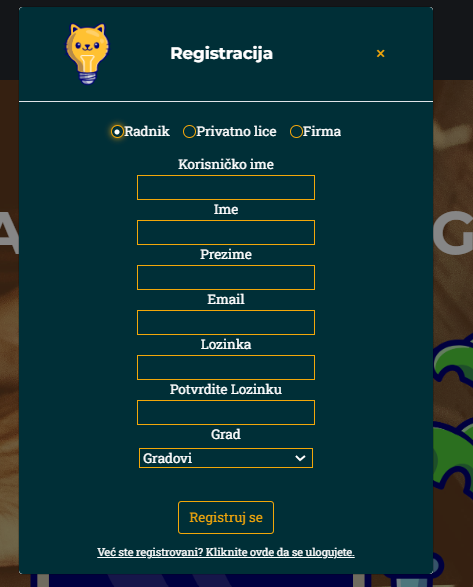 Registracija
×
Radnik Privatno lice Firma
Korisničko ime
Ime
Prezime
Email
Lozinka
Potvrdite Lozinku
Grad
Gradovi
Registruj se
Već ste registrovani? Kliknite ovde da se ulogujete.
A
G